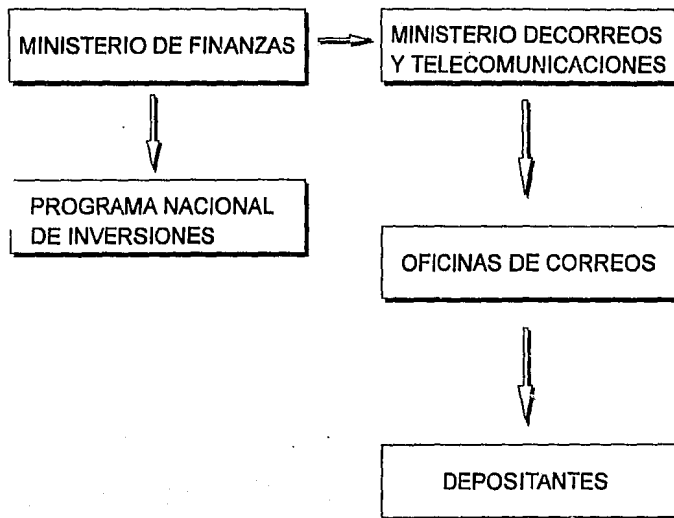 MINISTERIO DE FINANZAS
MINISTERIO DECORREOS
Y TELECOMUNICACIONES
PROGRAMA NACIONAL
DE INVERSIONES
OFICINAS DE CORREOS
DEPOSITANTES